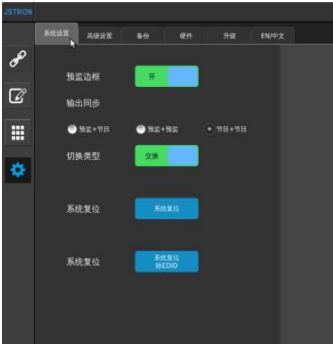 JSTRON
系统设置 高级设置 备份 硬件 升级 EN/中文
预监边框 开
输出同步
预监+节目 预监+预监 节目+节目
切换类型 交换
系统复位 系统复位
系统复位 系统复位
除EDID